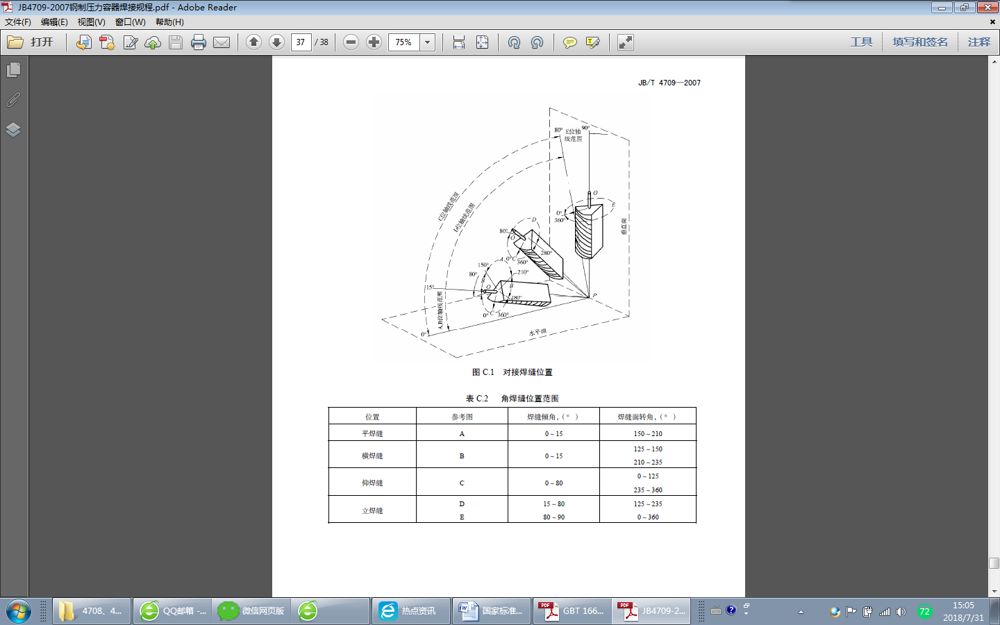 JB4709-2007钢制压力容器焊接规程.pdf - Adobe Reader
文件(F) 编辑(E) 视图(V) 窗口(W) 帮助(H)
打开 37 / 38 75% 工具 填写和签名 注释
JB/T 4709—2007
80° E位轴线范围 90°
C位轴线范围
D位轴线范围
O
E
0°
360°
垂直面
D
80°
O
280°
0° C 360°
150° A
210°
80°
B
B
15°
O
280°
0° C 360°
P
A,B位轴线范围
0°
水平面
图 C.1 对接焊缝位置
表 C.2 角焊缝位置范围
位置 参考图 焊缝倾角，(° ) 焊缝面转角，(° )
平焊缝 A 0～15 150～210
横焊缝 B 0～15 125～150
210～235
仰焊缝 C 0～80 0～125
235～360
立焊缝 D 15～80 125～235
E 80～90 0～360
4708、4... QQ邮箱 -... 微信网页版 热点资讯 国家标准... GBT 166... JB4709-2... 72 15:05
2018/7/31